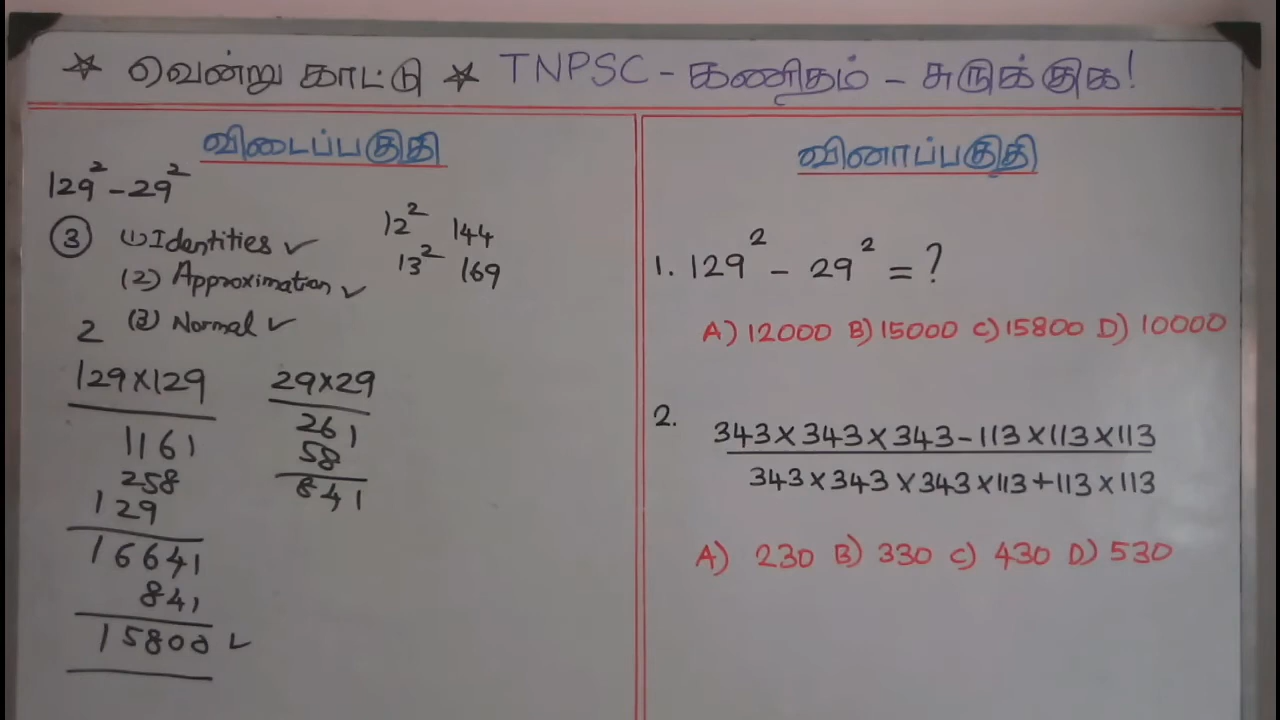 ☆ வென்று காட்டு ☆ TNPSC - கணிதம் - சுருக்குக!
விடைப்பகுதி
129² - 29²
③ (1) Identities ✓
(2) Approximation ✓
(3) Normal ✓
12² 144
13² 169
2
129×129
1161
258
129
16641
841
15800 ✓
29×29
261
58
841
வினாப்பகுதி
1. 129² - 29² = ?
A) 12000 B) 15000 C) 15800 D) 10000
2. 343×343×343-113×113×113
343×343×343×113+113×113
A) 230 B) 330 C) 430 D) 530